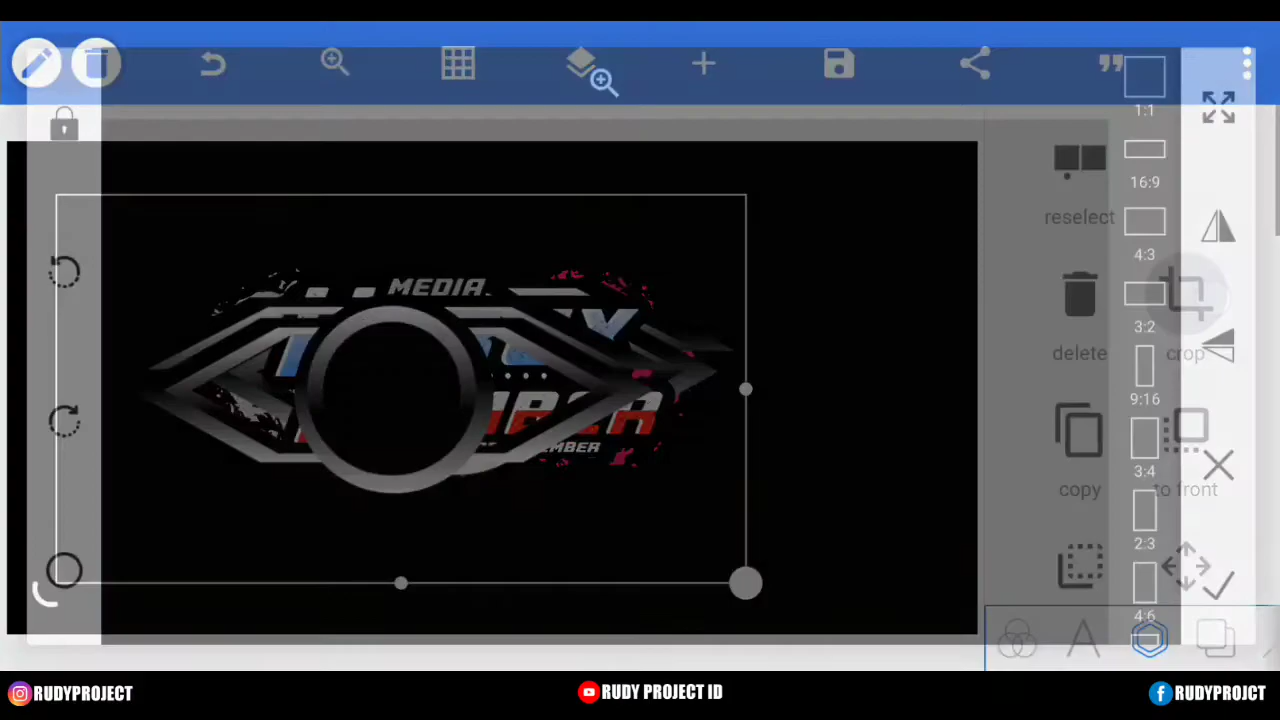 1:1
16:9
reselect
4:3
MEDIA
3:2
delete
crop
9:16
EMBER
3:4
copy
to front
2:3
4:6
RUDYPROJECT
RUDY PROJECT ID
RUDYPROJCT